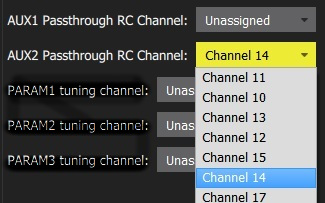 AUX1 Passthrough RC Channel: Unassigned
AUX2 Passthrough RC Channel: Channel 14
Channel 11
PARAM1 tuning channel: Unas
Channel 10
Channel 13
PARAM2 tuning channel: Unas
Channel 12
Channel 15
PARAM3 tuning channel: Unas
Channel 14
Channel 17